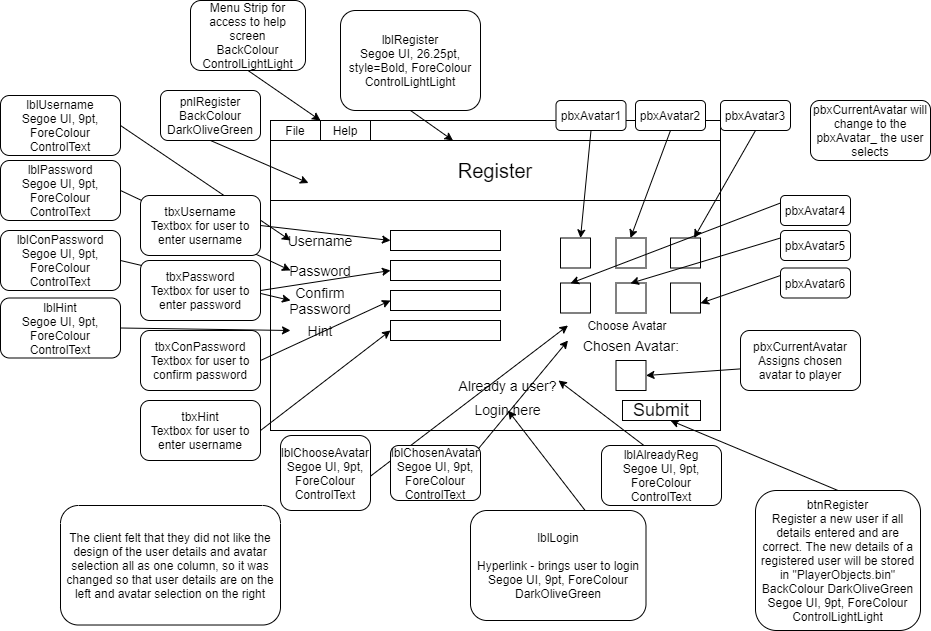 Menu Strip for
access to help
screen
BackColour
ControlLightLight
lblRegister
Segoe UI, 26.25pt,
style=Bold, ForeColour
ControlLightLight
lblUsername
Segoe UI, 9pt,
ForeColour
ControlText
pnlRegister
BackColour
DarkOliveGreen
pbxAvatar1
pbxAvatar2
pbxAvatar3
pbxCurrentAvatar will
change to the
pbxAvatar_ the user
selects
File
Help
Register
lblPassword
Segoe UI, 9pt,
ForeColour
ControlText
tbxUsername
Textbox for user to
enter username
pbxAvatar4
lblConPassword
Segoe UI, 9pt,
ForeColour
ControlText
Username
pbxAvatar5
tbxPassword
Textbox for user to
enter password
Password
pbxAvatar6
Confirm
Password
lblHint
Segoe UI, 9pt,
ForeColour
ControlText
Hint
Choose Avatar
Chosen Avatar:
tbxConPassword
Textbox for user to
confirm password
pbxCurrentAvatar
Assigns chosen
avatar to player
Already a user?
Login here
Submit
tbxHint
Textbox for user to
enter username
lblChooseAvatar
Segoe UI, 9pt,
ForeColour
ControlText
lblChosenAvatar
Segoe UI, 9pt,
ForeColour
ControlText
lblAlreadyReg
Segoe UI, 9pt,
ForeColour
ControlText
btnRegister
Register a new user if all
details entered and are
correct. The new details of a
registered user will be stored
in "PlayerObjects.bin"
BackColour DarkOliveGreen
Segoe UI, 9pt, ForeColour
ControlLightLight
The client felt that they did not like the
design of the user details and avatar
selection all as one column, so it was
changed so that user details are on the
left and avatar selection on the right
lblLogin
Hyperlink - brings user to login
Segoe UI, 9pt, ForeColour
DarkOliveGreen